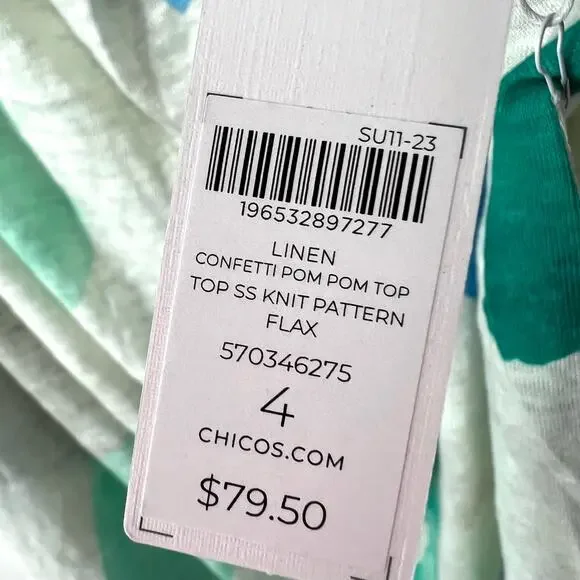 SU11-23
196532897277
LINEN
CONFETTI POM POM TOP
TOP SS KNIT PATTERN
FLAX
570346275
4
CHICOS.COM
$79.50